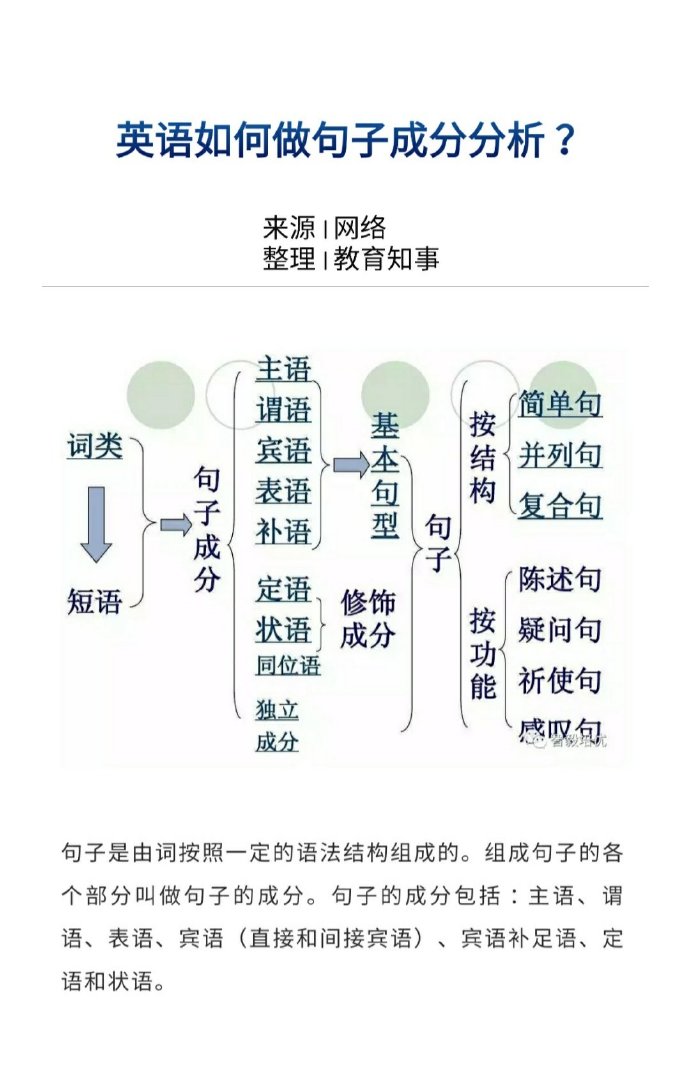 英语如何做句子成分分析？
来源 | 网络
整理 | 教育知事
词类
短语
句子成分
主语
谓语
宾语
表语
补语
定语
状语
同位语
独立
成分
基本句型
修饰
成分
句子
按结构
简单句
并列句
复合句
按功能
陈述句
疑问句
祈使句
感叹句
句子是由词按照一定的语法结构组成的。组成句子的各
个部分叫做句子的成分。句子的成分包括：主语、谓
语、表语、宾语（直接和间接宾语）、宾语补足语、定
语和状语。